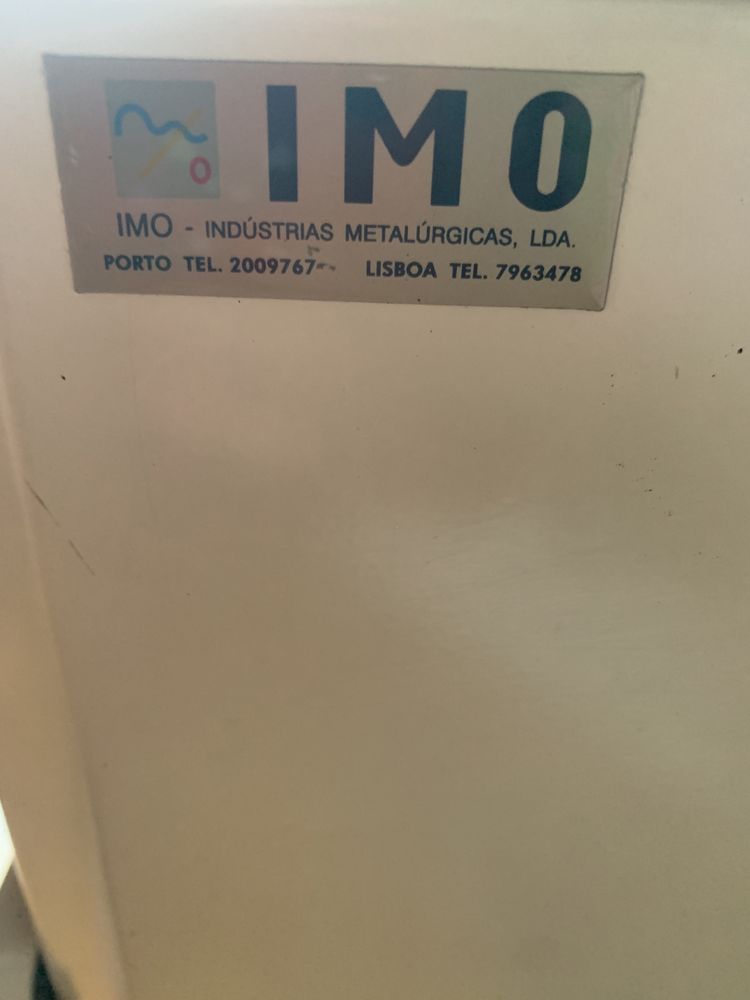 O
IMO
IMO - INDÚSTRIAS METALÚRGICAS, LDA.
PORTO TEL. 2009767 LISBOA TEL. 7963478